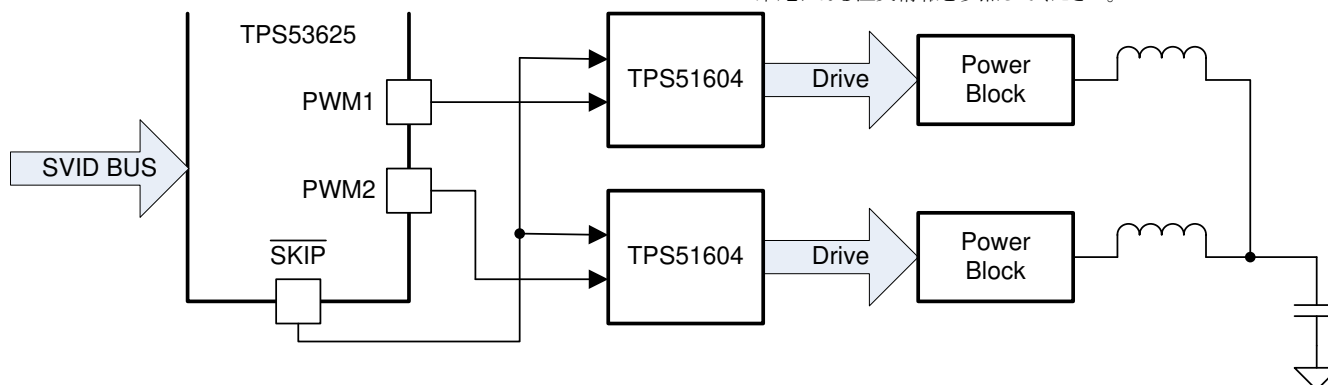 TPS53625
PWM1
PWM2
SKIP
SVID BUS
TPS51604
Drive
Power
Block
TPS51604
Drive
Power
Block